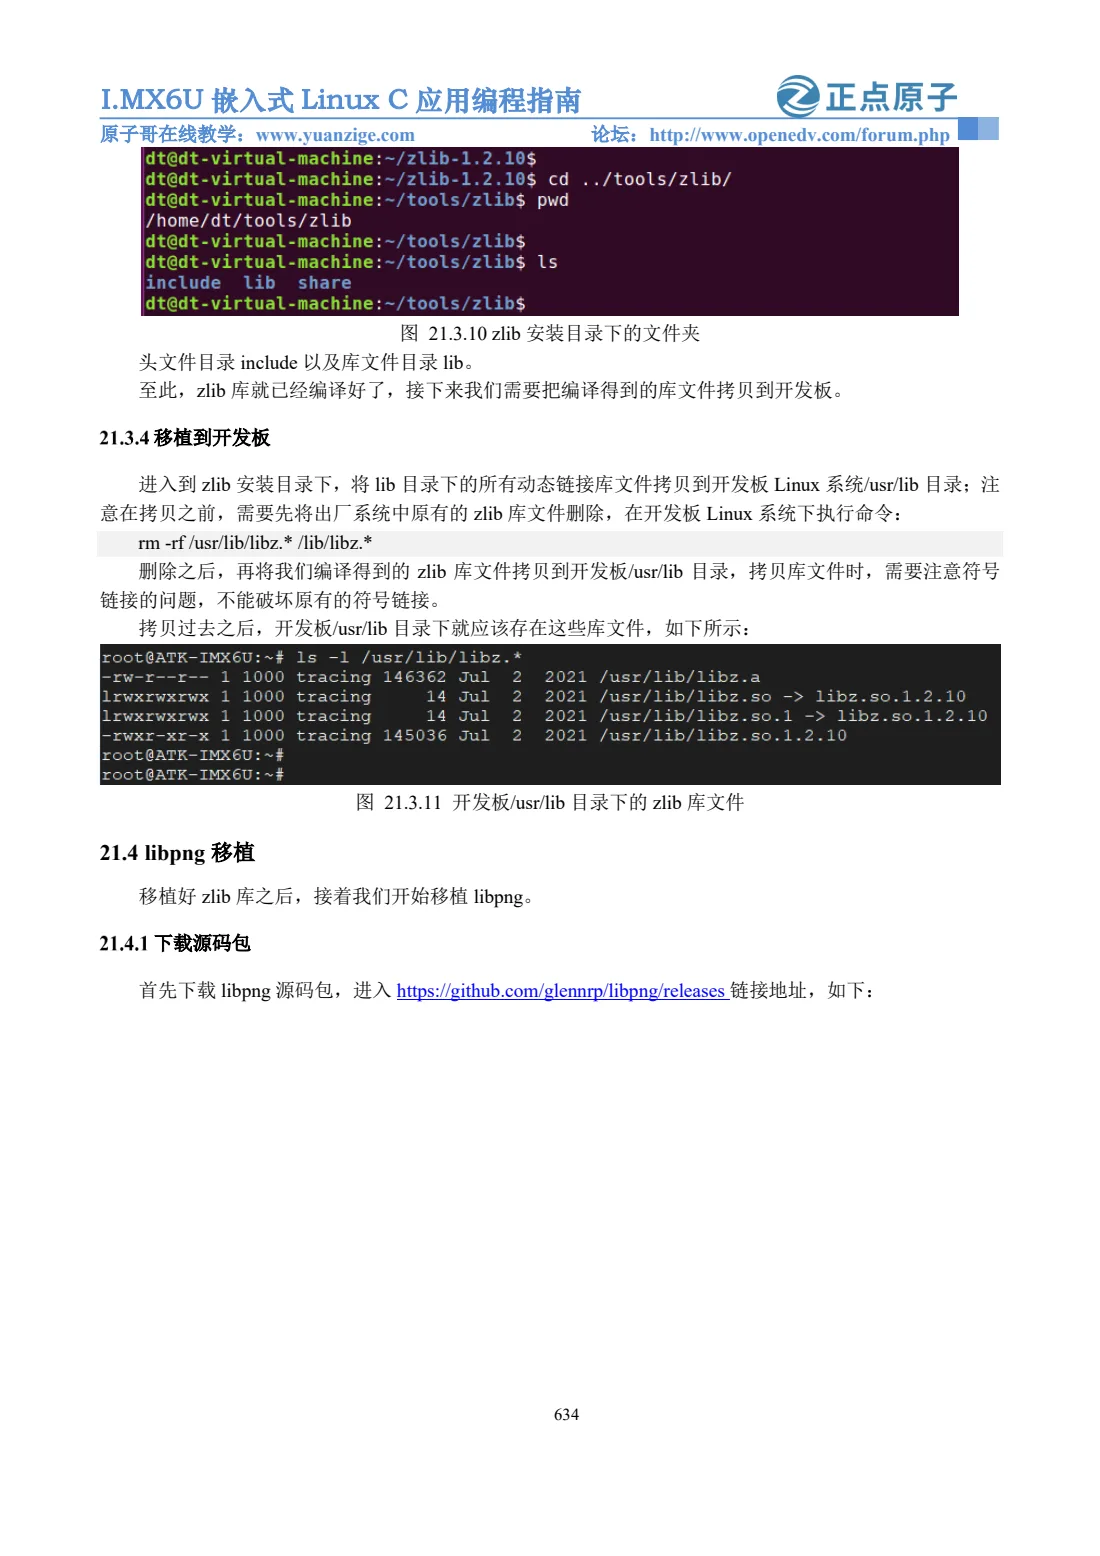 I.MX6U 嵌入式 Linux C 应用编程指南
正点原子
原子哥在线教学：www.yuanzige.com 论坛：http://www.openedv.com/forum.php
dt@dt-virtual-machine:~/zlib-1.2.10$
dt@dt-virtual-machine:~/zlib-1.2.10$ cd ../tools/zlib/
dt@dt-virtual-machine:~/tools/zlib$ pwd
/home/dt/tools/zlib
dt@dt-virtual-machine:~/tools/zlib$
dt@dt-virtual-machine:~/tools/zlib$ ls
include lib share
dt@dt-virtual-machine:~/tools/zlib$
图 21.3.10 zlib 安装目录下的文件夹
头文件目录 include 以及库文件目录 lib。
至此，zlib 库就已经编译好了，接下来我们需要把编译得到的库文件拷贝到开发板。
21.3.4 移植到开发板
进入到 zlib 安装目录下，将 lib 目录下的所有动态链接库文件拷贝到开发板 Linux 系统/usr/lib 目录；注
意在拷贝之前，需要先将出厂系统中原有的 zlib 库文件删除，在开发板 Linux 系统下执行命令：
rm -rf /usr/lib/libz.* /lib/libz.*
删除之后，再将我们编译得到的 zlib 库文件拷贝到开发板/usr/lib 目录，拷贝库文件时，需要注意符号
链接的问题，不能破坏原有的符号链接。
拷贝过去之后，开发板/usr/lib 目录下就应该存在这些库文件，如下所示：
root@ATK-IMX6U:~# ls -l /usr/lib/libz.*
-rw-r--r-- 1 1000 tracing 146362 Jul 2 2021 /usr/lib/libz.a
lrwxrwxrwx 1 1000 tracing 14 Jul 2 2021 /usr/lib/libz.so -> libz.so.1.2.10
lrwxrwxrwx 1 1000 tracing 14 Jul 2 2021 /usr/lib/libz.so.1 -> libz.so.1.2.10
-rwxr-xr-x 1 1000 tracing 145036 Jul 2 2021 /usr/lib/libz.so.1.2.10
root@ATK-IMX6U:~#
root@ATK-IMX6U:~#
图 21.3.11 开发板/usr/lib 目录下的 zlib 库文件
21.4 libpng 移植
移植好 zlib 库之后，接着我们开始移植 libpng。
21.4.1 下载源码包
首先下载 libpng 源码包，进入 https://github.com/glennrp/libpng/releases 链接地址，如下：
634